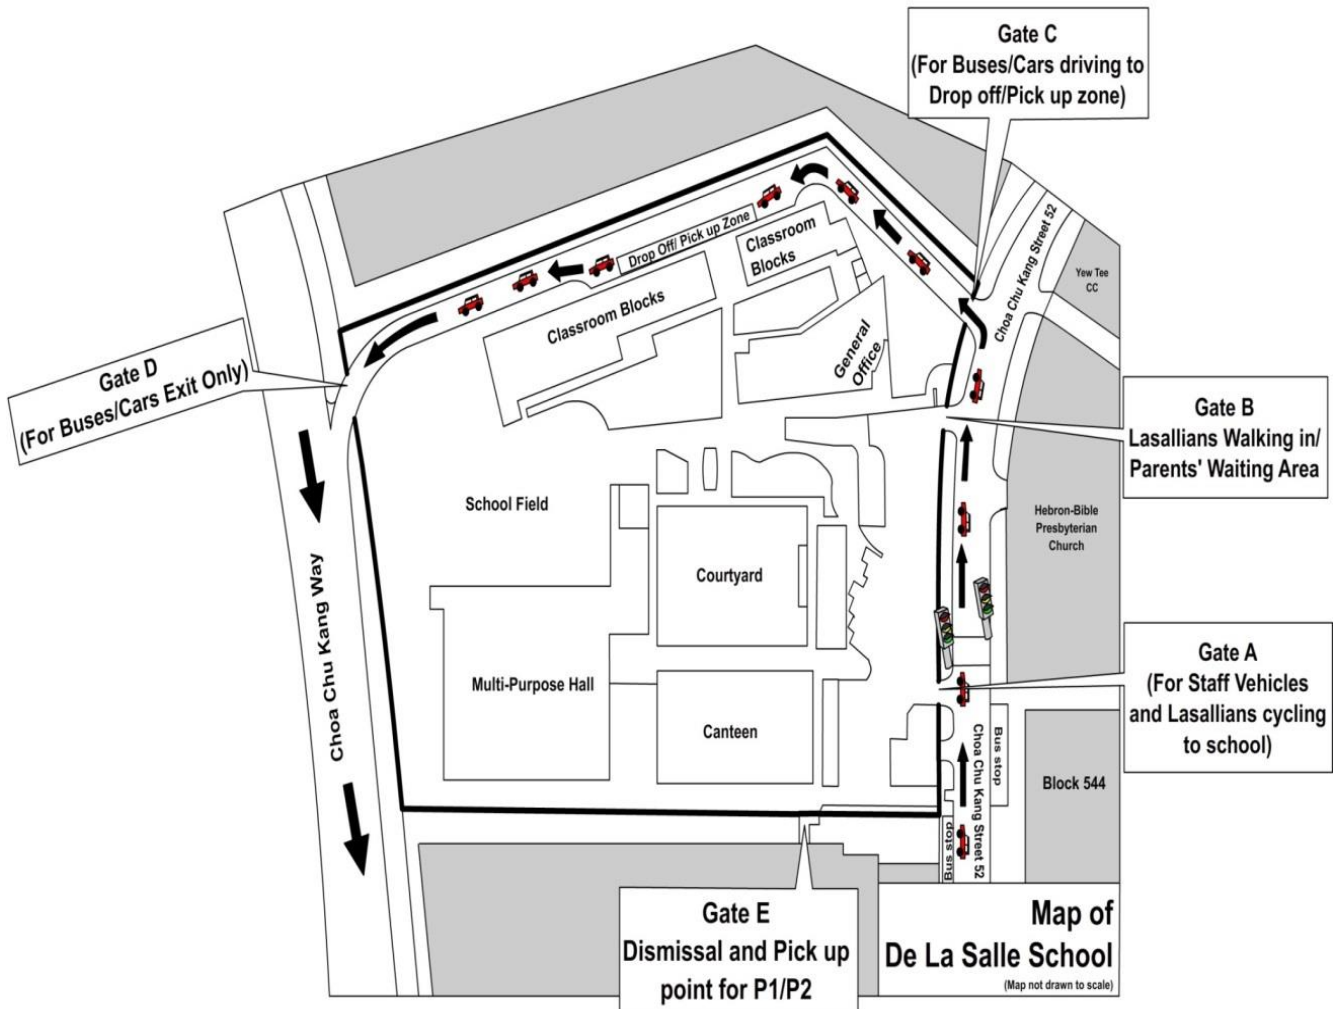 Gate C
(For Buses/Cars driving to
Drop off/Pick up zone)
Choa Chu Kang Street 52
Yew Tee
CC
Drop Off/ Pick up Zone
Classroom
Blocks
Classroom Blocks
General
Office
Gate D
(For Buses/Cars Exit Only)
Gate B
Lasallians Walking in/
Parents' Waiting Area
School Field
Hebron-Bible
Presbyterian
Church
Courtyard
Choa Chu Kang Way
Multi-Purpose Hall
Canteen
Gate A
(For Staff Vehicles
and Lasallians cycling
to school)
Bus stop
Choa Chu Kang Street 52
Block 544
Bus stop
Gate E
Dismissal and Pick up
point for P1/P2
Map of
De La Salle School
(Map not drawn to scale)